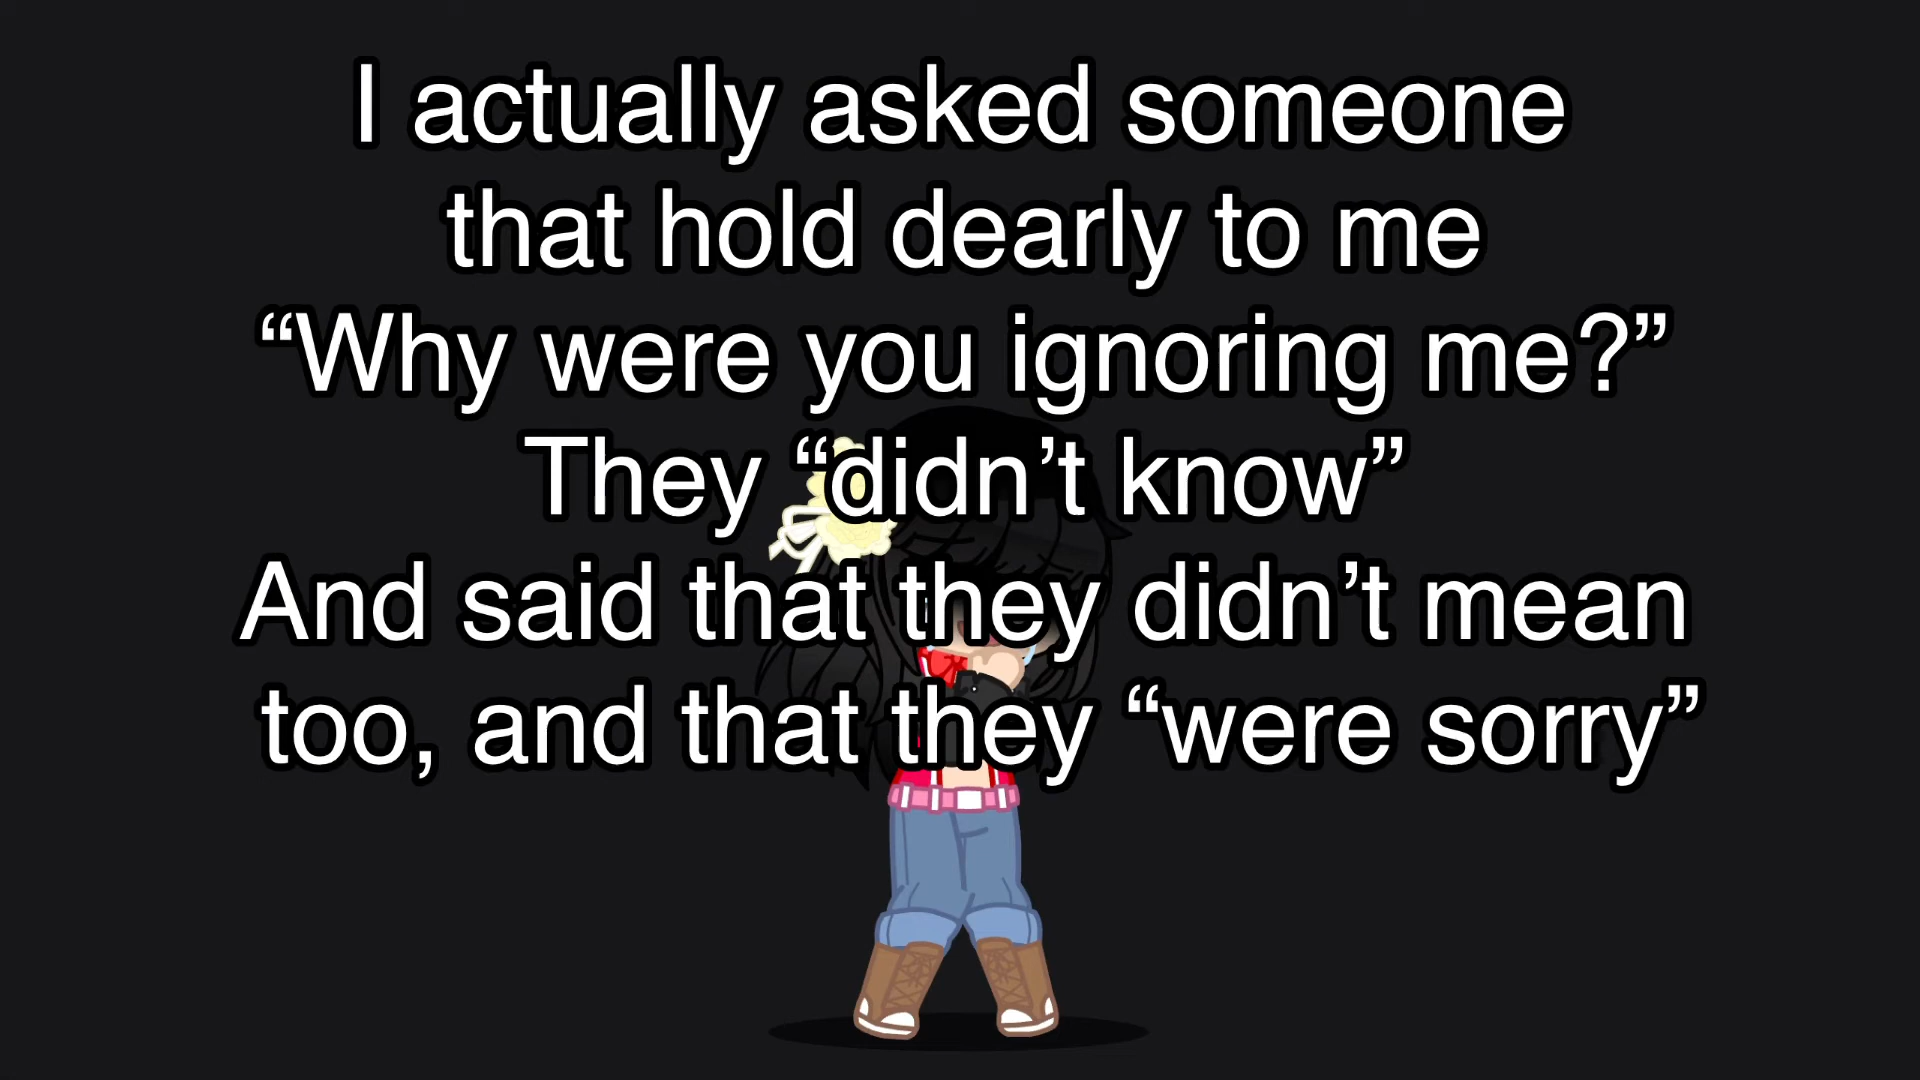 I actually asked someone
that hold dearly to me
“Why were you ignoring me?”
They “didn’t know”
And said that they didn’t mean
too, and that they “were sorry”